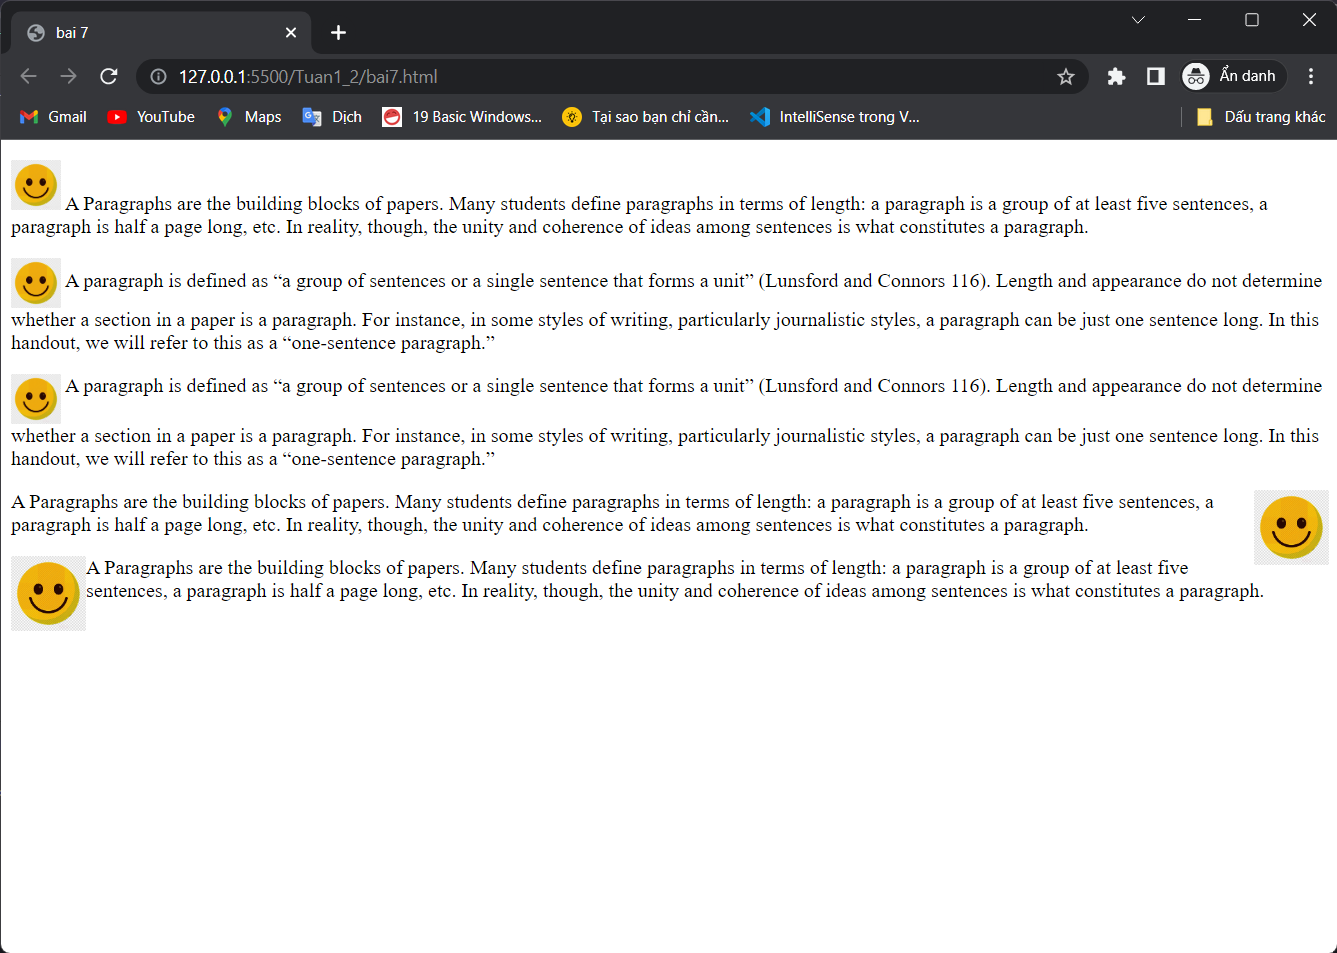 bai 7
127.0.0.1:5500/Tuan1_2/bai7.html
Ẩn danh
Gmail YouTube Maps Dịch 19 Basic Windows... Tại sao bạn chỉ cần... IntelliSense trong V... Dấu trang khác
A Paragraphs are the building blocks of papers. Many students define paragraphs in terms of length: a paragraph is a group of at least five sentences, a
paragraph is half a page long, etc. In reality, though, the unity and coherence of ideas among sentences is what constitutes a paragraph.
A paragraph is defined as “a group of sentences or a single sentence that forms a unit” (Lunsford and Connors 116). Length and appearance do not determine
whether a section in a paper is a paragraph. For instance, in some styles of writing, particularly journalistic styles, a paragraph can be just one sentence long. In this
handout, we will refer to this as a “one-sentence paragraph.”
A paragraph is defined as “a group of sentences or a single sentence that forms a unit” (Lunsford and Connors 116). Length and appearance do not determine
whether a section in a paper is a paragraph. For instance, in some styles of writing, particularly journalistic styles, a paragraph can be just one sentence long. In this
handout, we will refer to this as a “one-sentence paragraph.”
A Paragraphs are the building blocks of papers. Many students define paragraphs in terms of length: a paragraph is a group of at least five sentences, a
paragraph is half a page long, etc. In reality, though, the unity and coherence of ideas among sentences is what constitutes a paragraph.
A Paragraphs are the building blocks of papers. Many students define paragraphs in terms of length: a paragraph is a group of at least five
sentences, a paragraph is half a page long, etc. In reality, though, the unity and coherence of ideas among sentences is what constitutes a paragraph.